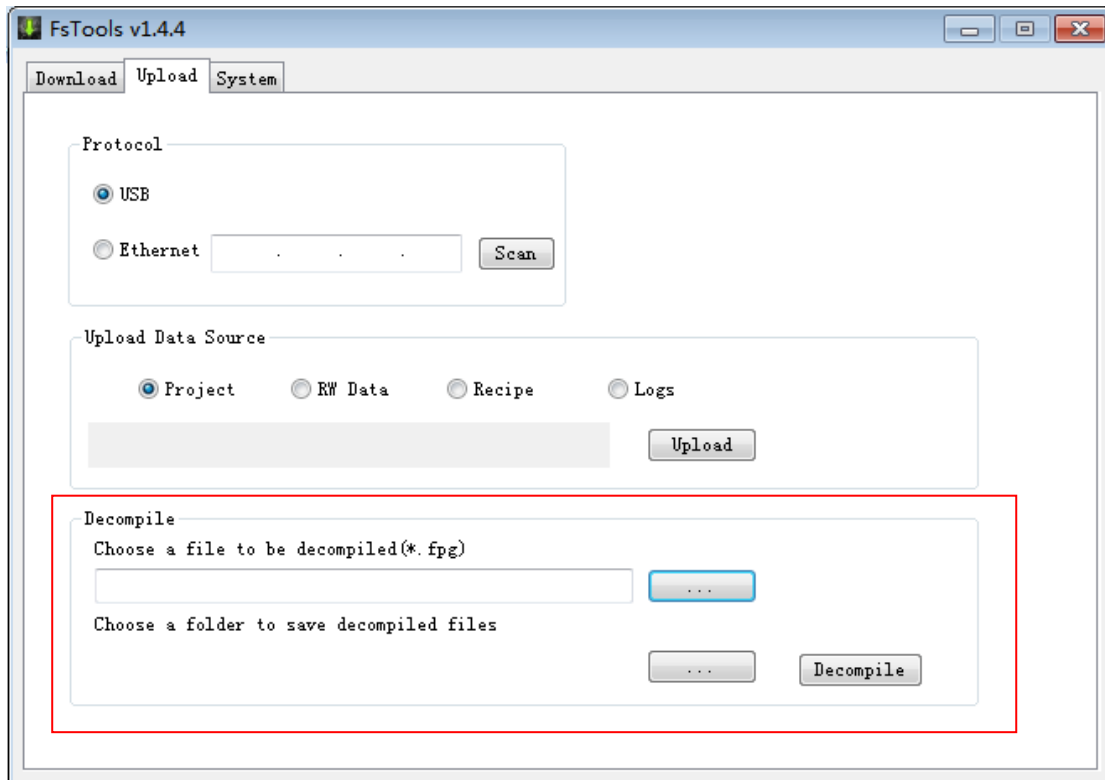 FsTools v1.4.4
Download Upload System
Protocol
USB
Ethernet . . . Scan
Upload Data Source
Project RW Data Recipe Logs
Upload
Decompile
Choose a file to be decompiled(*.fpg)
...
Choose a folder to save decompiled files
... Decompile